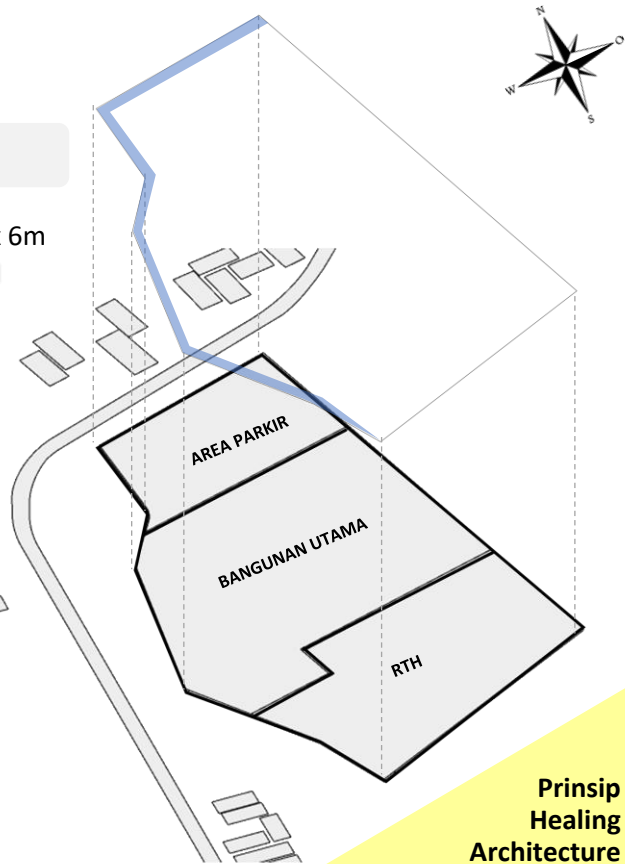 N
O
W
S
6m
AREA PARKIR
BANGUNAN UTAMA
RTH
Prinsip
Healing
Architecture